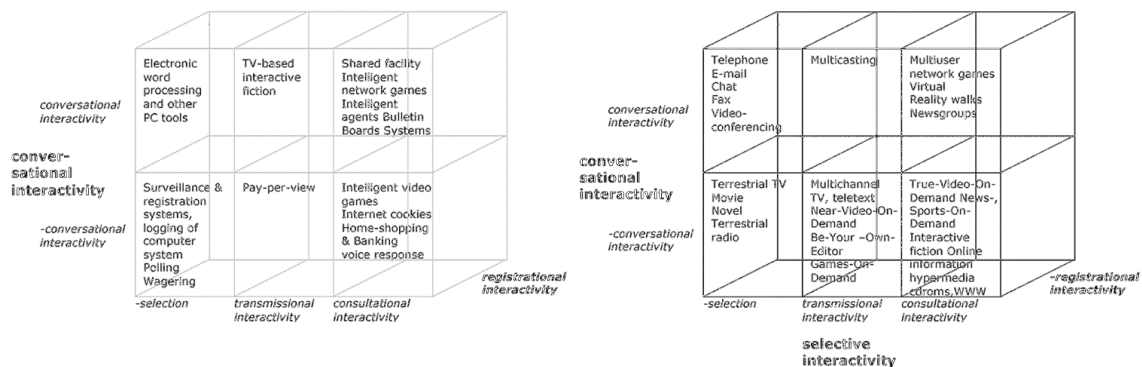 Electronic
word
processing
and other
PC tools
TV-based
interactive
fiction
Shared facility
Intelligent
network games
Intelligent
agents Bulletin
Boards Systems
conversational
interactivity
conver-
sational
interactivity
Surveillance &
registration
systems,
logging of
computer
system
Polling
Wagering
Pay-per-view
Intelligent video
games
Internet cookies
Home-shopping
& Banking
voice response
-conversational
interactivity
registrational
interactivity
-selection
transmissional
interactivity
consultational
interactivity
Telephone
E-mail
Chat
Fax
Video-
conferencing
Multicasting
Multiuser
network games
Virtual
Reality walks
Newsgroups
conversational
interactivity
conver-
sational
interactivity
Terrestrial TV
Movie
Novel
Terrestrial
radio
Multichannel
TV, teletext
Near-Video-On-
Demand
Be-Your –Own-
Editor
Games-On-
Demand
True-Video-On-
Demand News-,
Sports-On-
Demand
Interactive
fiction Online
information
hypermedia
cdroms,WWW
-conversational
interactivity
-registrational
interactivity
-selection
transmissional
interactivity
consultational
interactivity
selective
interactivity